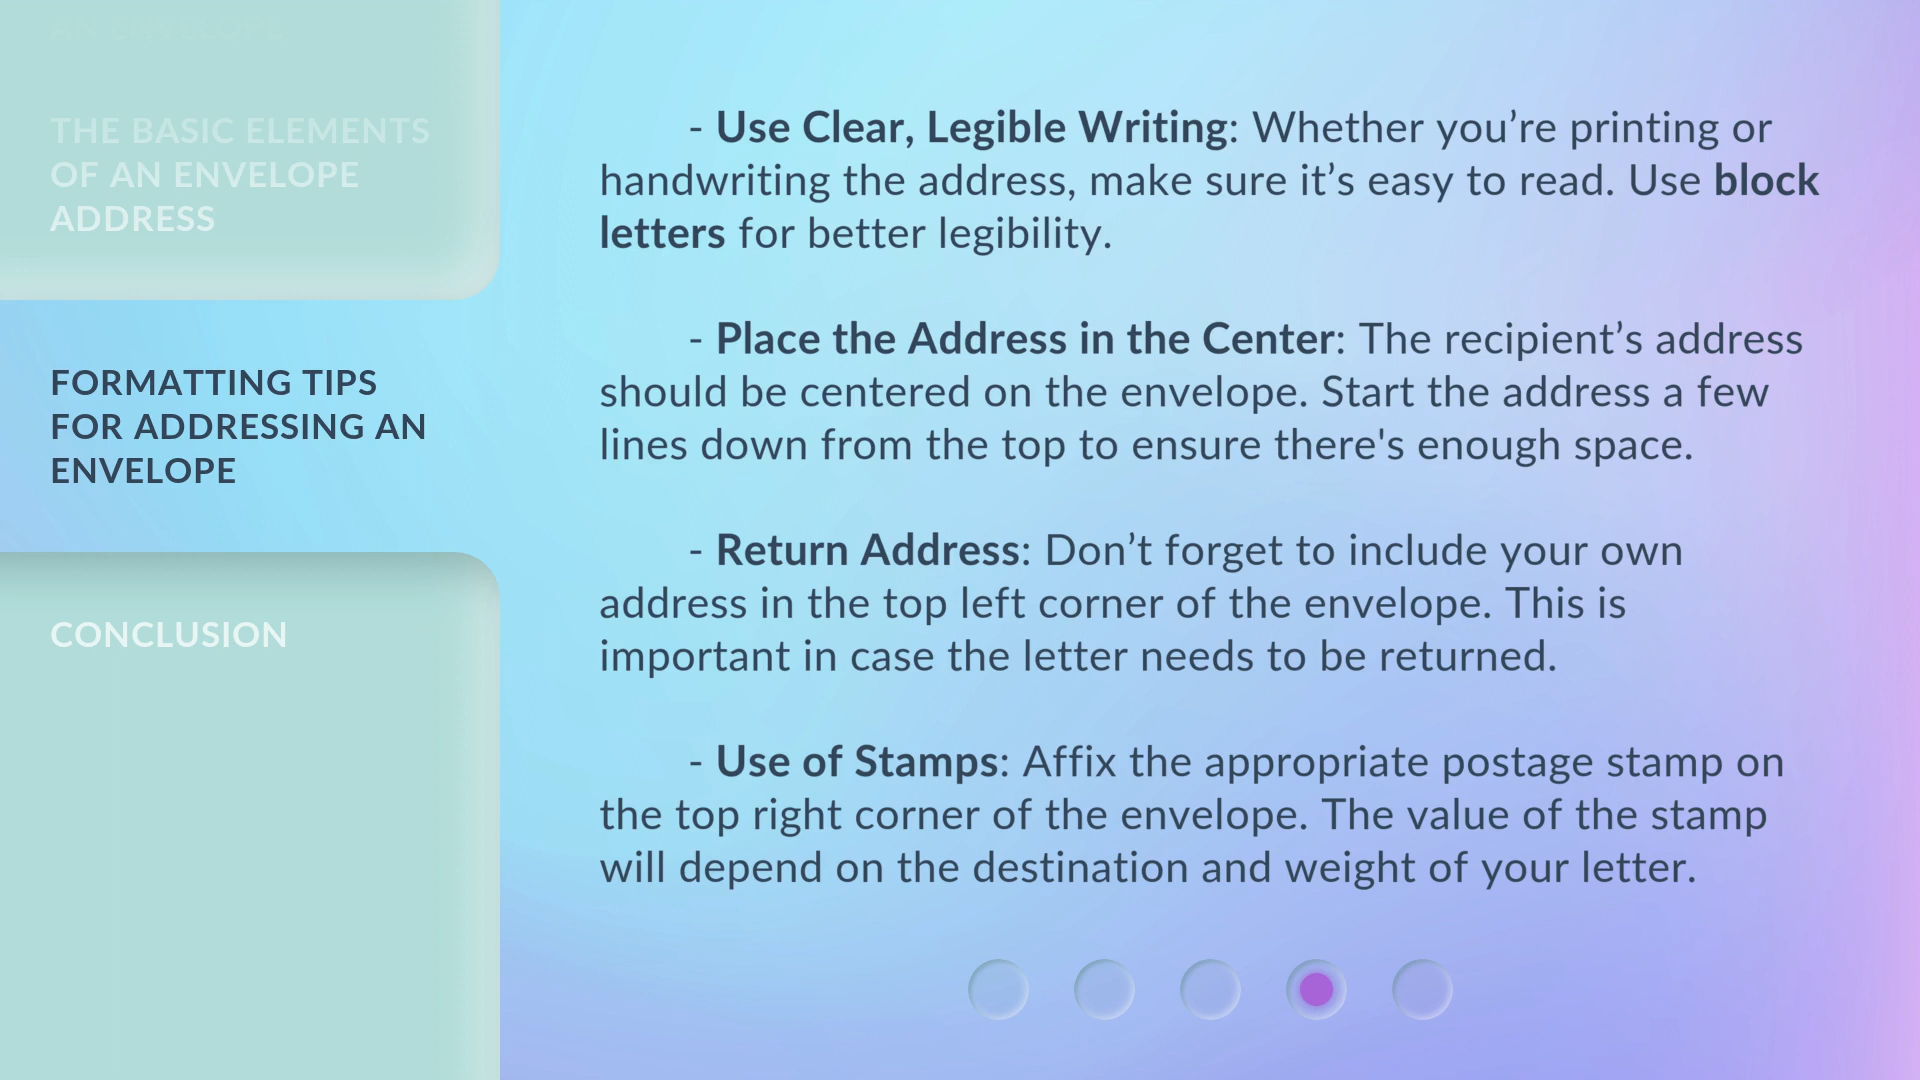 AN ENVELOPE
THE BASIC ELEMENTS
OF AN ENVELOPE
ADDRESS
FORMATTING TIPS
FOR ADDRESSING AN
ENVELOPE
CONCLUSION
- Use Clear, Legible Writing: Whether you’re printing or
handwriting the address, make sure it’s easy to read. Use block
letters for better legibility.
- Place the Address in the Center: The recipient’s address
should be centered on the envelope. Start the address a few
lines down from the top to ensure there's enough space.
- Return Address: Don’t forget to include your own
address in the top left corner of the envelope. This is
important in case the letter needs to be returned.
- Use of Stamps: Affix the appropriate postage stamp on
the top right corner of the envelope. The value of the stamp
will depend on the destination and weight of your letter.